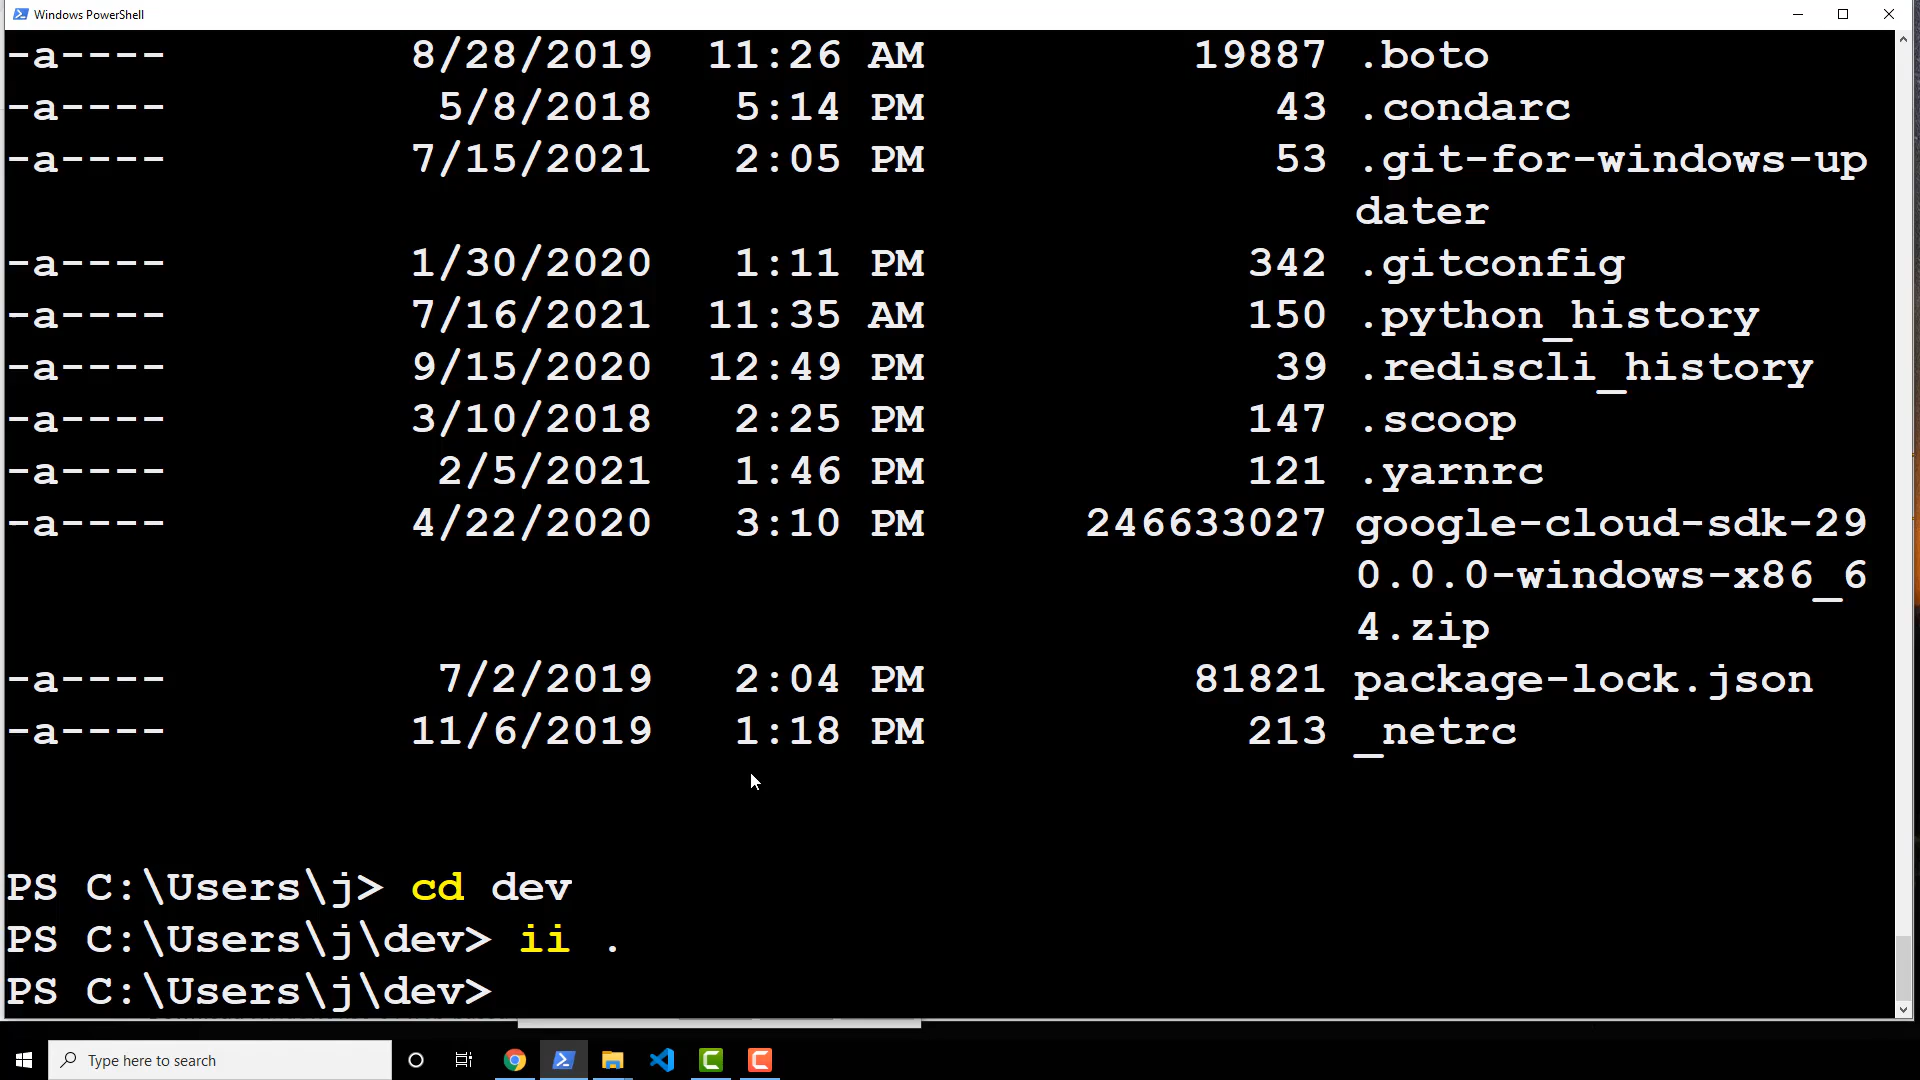 Windows PowerShell
-a---- 8/28/2019 11:26 AM 19887 .boto
-a---- 5/8/2018 5:14 PM 43 .condarc
-a---- 7/15/2021 2:05 PM 53 .git-for-windows-up
dater
-a---- 1/30/2020 1:11 PM 342 .gitconfig
-a---- 7/16/2021 11:35 AM 150 .python_history
-a---- 9/15/2020 12:49 PM 39 .rediscli_history
-a---- 3/10/2018 2:25 PM 147 .scoop
-a---- 2/5/2021 1:46 PM 121 .yarnrc
-a---- 4/22/2020 3:10 PM 246633027 google-cloud-sdk-29
0.0.0-windows-x86_6
4.zip
-a---- 7/2/2019 2:04 PM 81821 package-lock.json
-a---- 11/6/2019 1:18 PM 213 _netrc
PS C:\Users\j> cd dev
PS C:\Users\j\dev> ii .
PS C:\Users\j\dev>
Type here to search